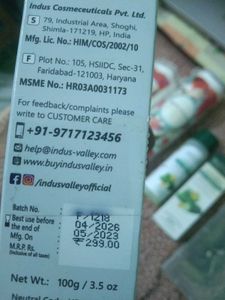 Indus Cosmeceuticals Pvt. Ltd.
S 79, Industrial Area, Shoghi,
Shimla-171219, HP. India
Mfg. Lic. No.: HIM/COS/2002/10
F Plot No.: 105, HSIIDC, Sec-31,
Faridabad-121003, Haryana
MSME No.: HR03A0031173
For feedback/complaints please
write to CUSTOMER CARE
+91-9717123456
help@indus-valley.com
www.buyindusvalley.in
/indusvalleyofficial
Batch No.
F/1218
Best use before
the end of
04/2026
Mfg. On
05/2023
M.R.P. Rs.
299.00
(Inclusive of all taxes)
Net Wt.: 100g / 3.5 oz